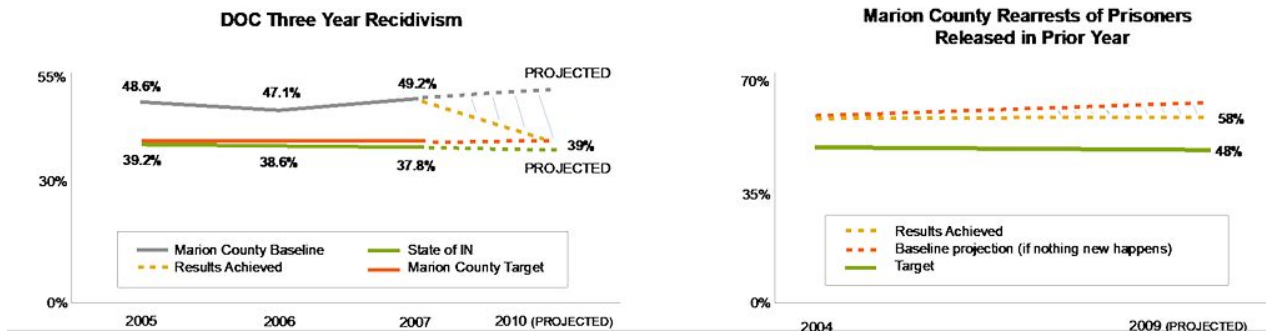 DOC Three Year Recidivism
55%
48.6%
47.1%
49.2%
PROJECTED
39%
39.2%
38.6%
37.8%
PROJECTED
30%
Marion County Baseline
State of IN
Results Achieved
Marion County Target
0%
2005
2006
2007
2010 (PROJECTED)
Marion County Rearrests of Prisoners
Released in Prior Year
70%
58%
48%
35%
Results Achieved
Baseline projection (if nothing new happens)
Target
0%
2004
2009 (PROJECTED)